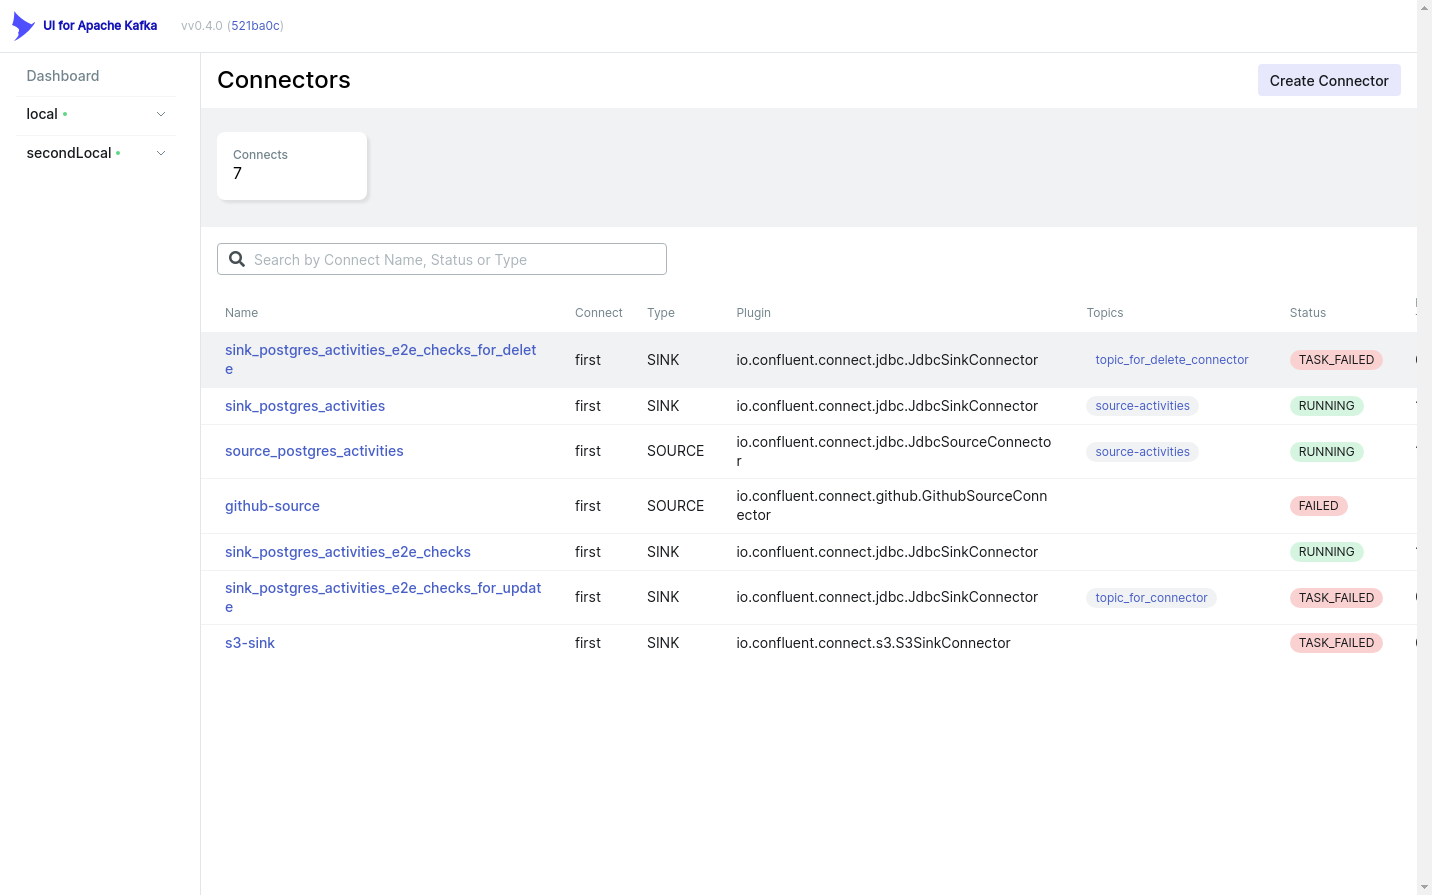 UI for Apache Kafka
vv0.4.0 (521ba0c)
Dashboard
local
secondLocal
Connectors
Create Connector
Connects
7
Search by Connect Name, Status or Type
Name Connect Type Plugin Topics Status
sink_postgres_activities_e2e_checks_for_delet
e
first SINK io.confluent.connect.jdbc.JdbcSinkConnector topic_for_delete_connector TASK_FAILED
sink_postgres_activities first SINK io.confluent.connect.jdbc.JdbcSinkConnector source-activities RUNNING
source_postgres_activities first SOURCE io.confluent.connect.jdbc.JdbcSourceConnecto
r
source-activities RUNNING
github-source first SOURCE io.confluent.connect.github.GithubSourceConn
ector
FAILED
sink_postgres_activities_e2e_checks first SINK io.confluent.connect.jdbc.JdbcSinkConnector RUNNING
sink_postgres_activities_e2e_checks_for_updat
e
first SINK io.confluent.connect.jdbc.JdbcSinkConnector topic_for_connector TASK_FAILED
s3-sink first SINK io.confluent.connect.s3.S3SinkConnector TASK_FAILED